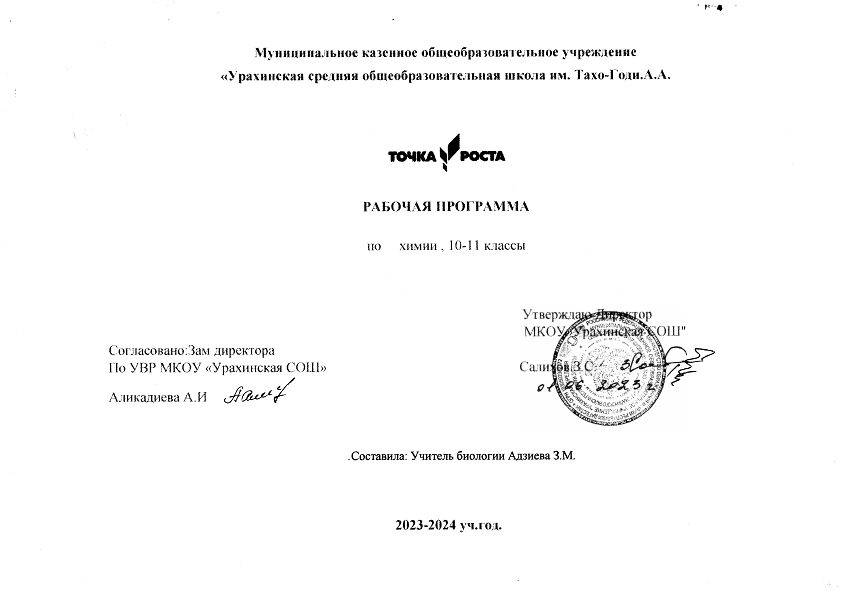 Муниципальное казенное общеобразовательное учреждение
«Урахинская средняя общеобразовательная школа им. Тахо-Годи.А.А.
ТОЧКА РОСТА
РАБОЧАЯ ПРОГРАММА
по химии , 10-11 классы
Утверждаю Директор
МКОУ "Урахинская СОШ"
Согласовано:Зам директора
По УВР МКОУ «Урахинская СОШ»
Салихов З.С.
01 06 2023 г
Аликадиева А.И
.Составила: Учитель биологии Адзиева З.М.
2023-2024 уч.год.